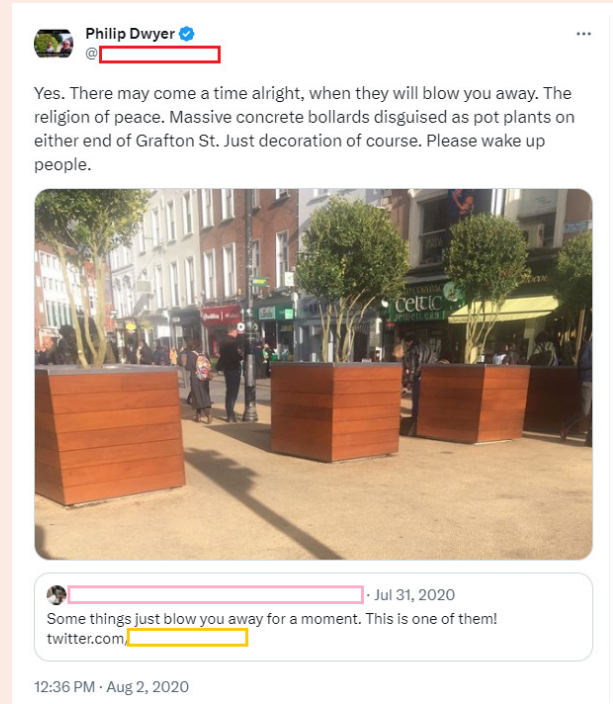 Philip Dwyer
@
Yes. There may come a time alright, when they will blow you away. The
religion of peace. Massive concrete bollards disguised as pot plants on
either end of Grafton St. Just decoration of course. Please wake up
people.
CELTIC
· Jul 31, 2020
Some things just blow you away for a moment. This is one of them!
twitter.com/
12:36 PM · Aug 2, 2020